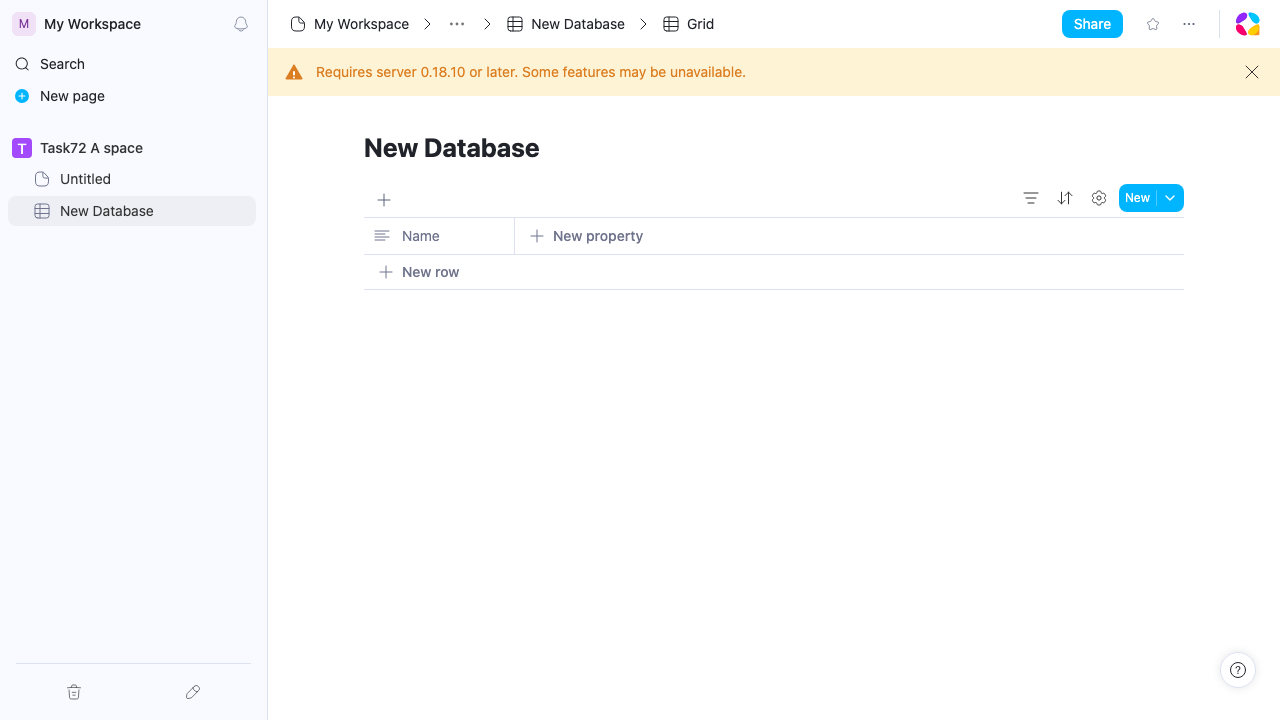 M My Workspace
Search
New page
T Task72 A space
Untitled
New Database
My Workspace > ··· > New Database > Grid
Share
Requires server 0.18.10 or later. Some features may be unavailable.
New Database
New
Name
New property
New row